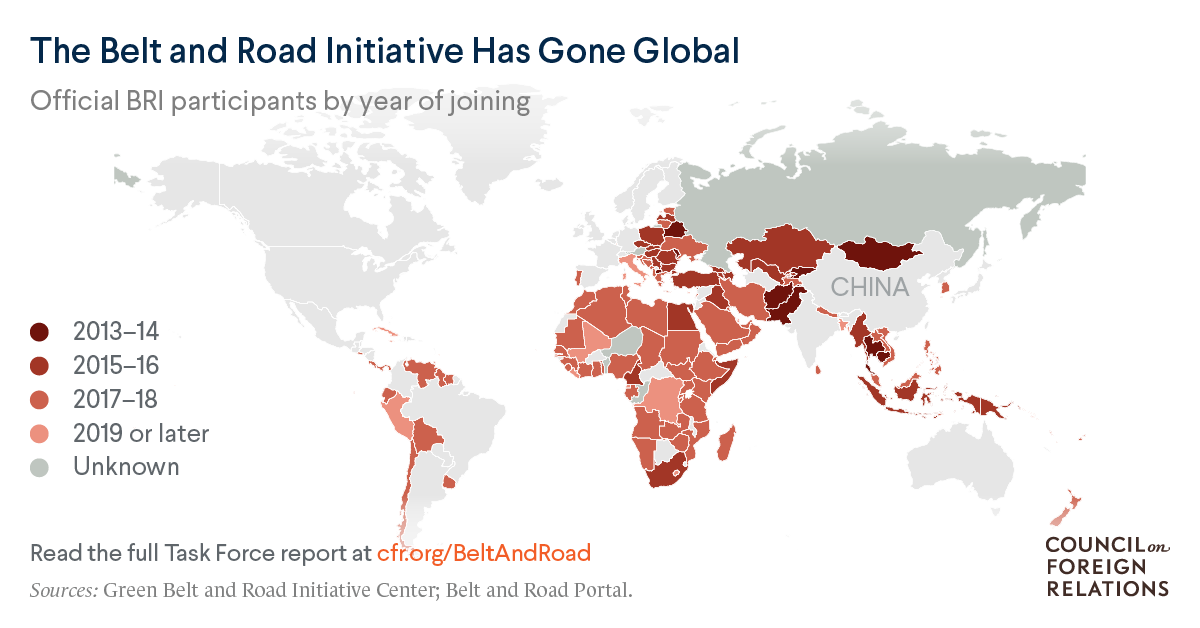 The Belt and Road Initiative Has Gone Global
Official BRI participants by year of joining
CHINA
2013–14
2015–16
2017–18
2019 or later
Unknown
Read the full Task Force report at cfr.org/BeltAndRoad
Sources: Green Belt and Road Initiative Center; Belt and Road Portal.
COUNCIL on
FOREIGN
RELATIONS